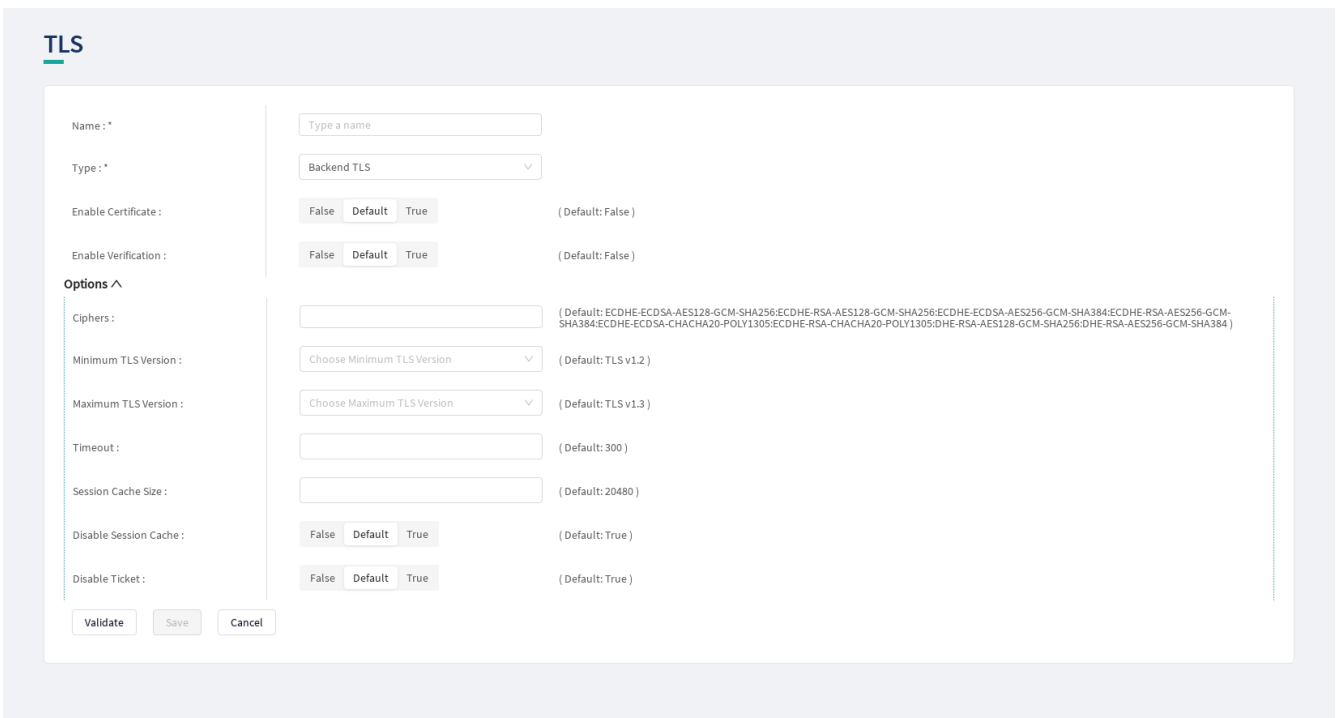 TLS
Name : *
Type a name
Type : *
Backend TLS
Enable Certificate :
False Default True
( Default: False )
Enable Verification :
False Default True
( Default: False )
Options
Ciphers :
( Default: ECDHE-ECDSA-AES128-GCM-SHA256:ECDHE-RSA-AES128-GCM-SHA256:ECDHE-ECDSA-AES256-GCM-SHA384:ECDHE-RSA-AES256-GCM-
SHA384:ECDHE-ECDSA-CHACHA20-POLY1305:ECDHE-RSA-CHACHA20-POLY1305:DHE-RSA-AES128-GCM-SHA256:DHE-RSA-AES256-GCM-SHA384 )
Minimum TLS Version :
Choose Minimum TLS Version
( Default: TLS v1.2 )
Maximum TLS Version :
Choose Maximum TLS Version
( Default: TLS v1.3 )
Timeout :
( Default: 300 )
Session Cache Size :
( Default: 20480 )
Disable Session Cache :
False Default True
( Default: True )
Disable Ticket :
False Default True
( Default: True )
Validate Save Cancel